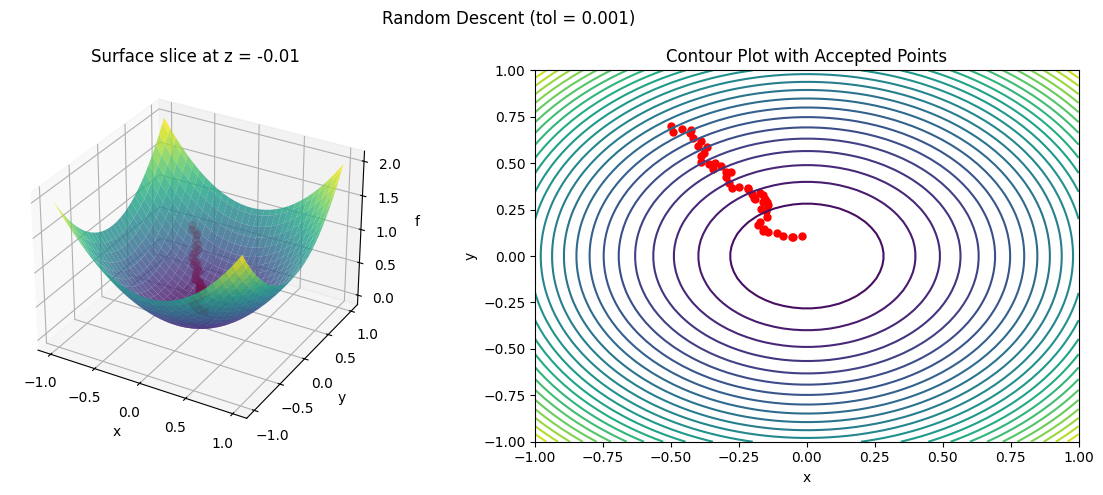 Random Descent (tol = 0.001)
Surface slice at z = -0.01
2.0
1.5
1.0
0.5
0.0
f
−1.0
−0.5
0.0
0.5
1.0
x
−1.0
−0.5
0.0
0.5
1.0
y
Contour Plot with Accepted Points
1.00
0.75
0.50
0.25
0.00
−0.25
−0.50
−0.75
−1.00
y
−1.00 −0.75 −0.50 −0.25 0.00 0.25 0.50 0.75 1.00
x